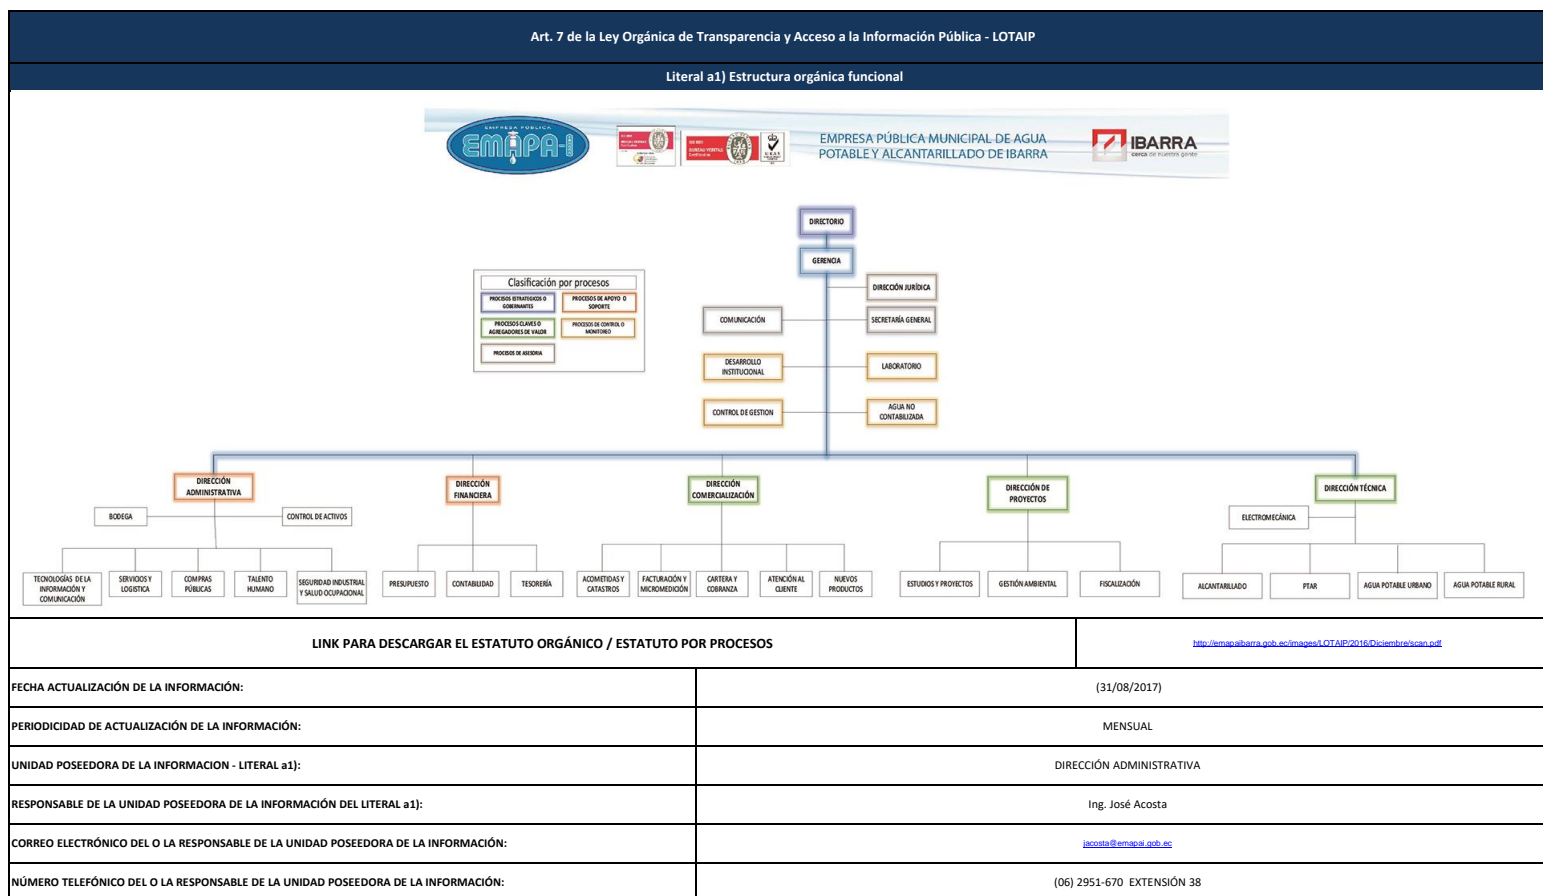 Art. 7 de la Ley Orgánica de Transparencia y Acceso a la Información Pública - LOTAIP
Literal a1) Estructura orgánica funcional
EMPRESA PÚBLICA
EMAPA-I
EMPRESA PÚBLICA MUNICIPAL DE AGUA
POTABLE Y ALCANTARILLADO DE IBARRA
IBARRA
cerca de nuestra gente
DIRECTORIO
GERENCIA
Clasificación por procesos
PROCESOS ESTRATEGICOS O
GOBERNANTES
PROCESOS DE APOYO O
SOPORTE
PROCESOS CLAVES O
AGREGADORES DE VALOR
PROCESOS DE CONTROL O
MONITOREO
PROCESOS DE ASESORIA
DIRECCIÓN JURÍDICA
COMUNICACIÓN
SECRETARÍA GENERAL
DESARROLLO
INSTITUCIONAL
LABORATORIO
CONTROL DE GESTION
AGUA NO
CONTABILIZADA
DIRECCIÓN
ADMINISTRATIVA
DIRECCIÓN
FINANCIERA
DIRECCIÓN
COMERCIALIZACIÓN
DIRECCIÓN DE
PROYECTOS
DIRECCIÓN TÉCNICA
BODEGA
CONTROL DE ACTIVOS
ELECTROMECÁNICA
TECNOLOGÍAS DE LA
INFORMACIÓN Y
COMUNICACIÓN
SERVICIOS Y
LOGISTICA
COMPRAS
PÚBLICAS
TALENTO
HUMANO
SEGURIDAD INDUSTRIAL
Y SALUD OCUPACIONAL
PRESUPUESTO
CONTABILIDAD
TESORERÍA
ACOMETIDAS Y
CATASTROS
FACTURACIÓN Y
MICROMEDICIÓN
CARTERA Y
COBRANZA
ATENCIÓN AL
CLIENTE
NUEVOS
PRODUCTOS
ESTUDIOS Y PROYECTOS
GESTIÓN AMBIENTAL
FISCALIZACIÓN
ALCANTARILLADO
PTAR
AGUA POTABLE URBANO
AGUA POTABLE RURAL
LINK PARA DESCARGAR EL ESTATUTO ORGÁNICO / ESTATUTO POR PROCESOS
http://emapaibarra.gob.ec/images/LOTAIP/2016/Diciembre/scan.pdf
FECHA ACTUALIZACIÓN DE LA INFORMACIÓN:
(31/08/2017)
PERIODICIDAD DE ACTUALIZACIÓN DE LA INFORMACIÓN:
MENSUAL
UNIDAD POSEEDORA DE LA INFORMACION - LITERAL a1):
DIRECCIÓN ADMINISTRATIVA
RESPONSABLE DE LA UNIDAD POSEEDORA DE LA INFORMACIÓN DEL LITERAL a1):
Ing. José Acosta
CORREO ELECTRÓNICO DEL O LA RESPONSABLE DE LA UNIDAD POSEEDORA DE LA INFORMACIÓN:
jacosta@emapai.gob.ec
NÚMERO TELEFÓNICO DEL O LA RESPONSABLE DE LA UNIDAD POSEEDORA DE LA INFORMACIÓN:
(06) 2951-670 EXTENSIÓN 38